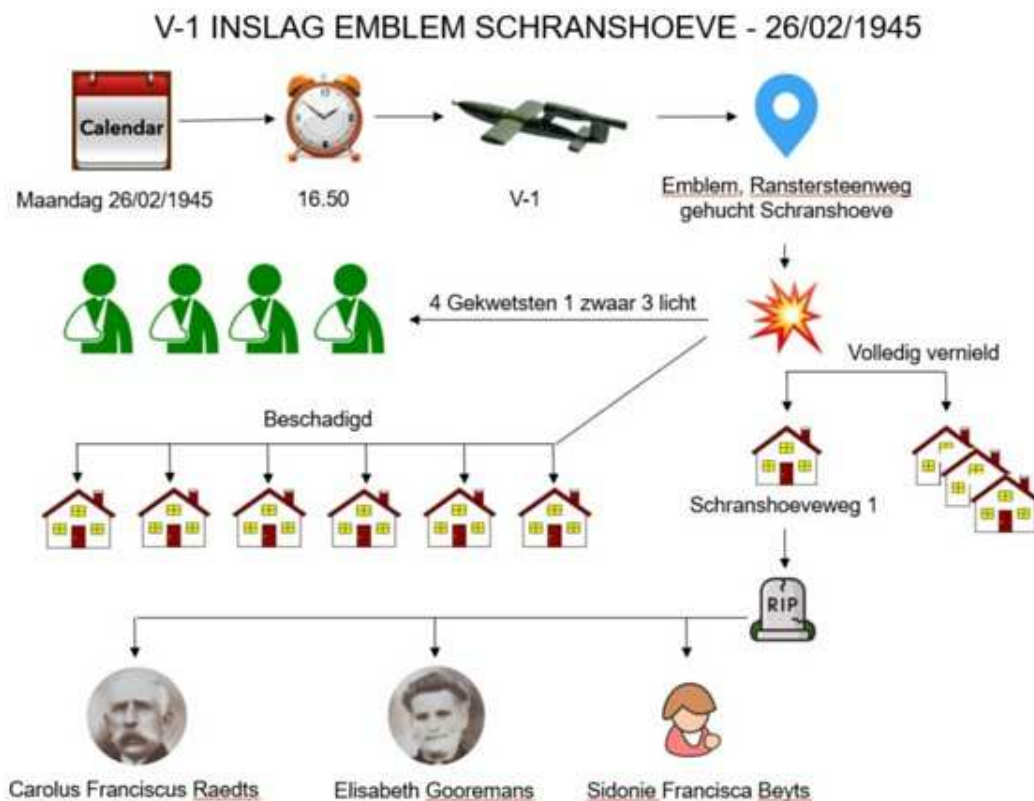 V-1 INSLAG EMBLEM SCHRANSHOEVE - 26/02/1945
Calendar
Maandag 26/02/1945
16.50
V-1
Emblem, Ranstersteenweg
gehucht Schranshoeve
4 Gekwetsten 1 zwaar 3 licht
Volledig vernield
Beschadigd
Schranshoeveweg 1
RIP
Carolus Franciscus Raedts
Elisabeth Gooremans
Sidonie Francisca Beyts